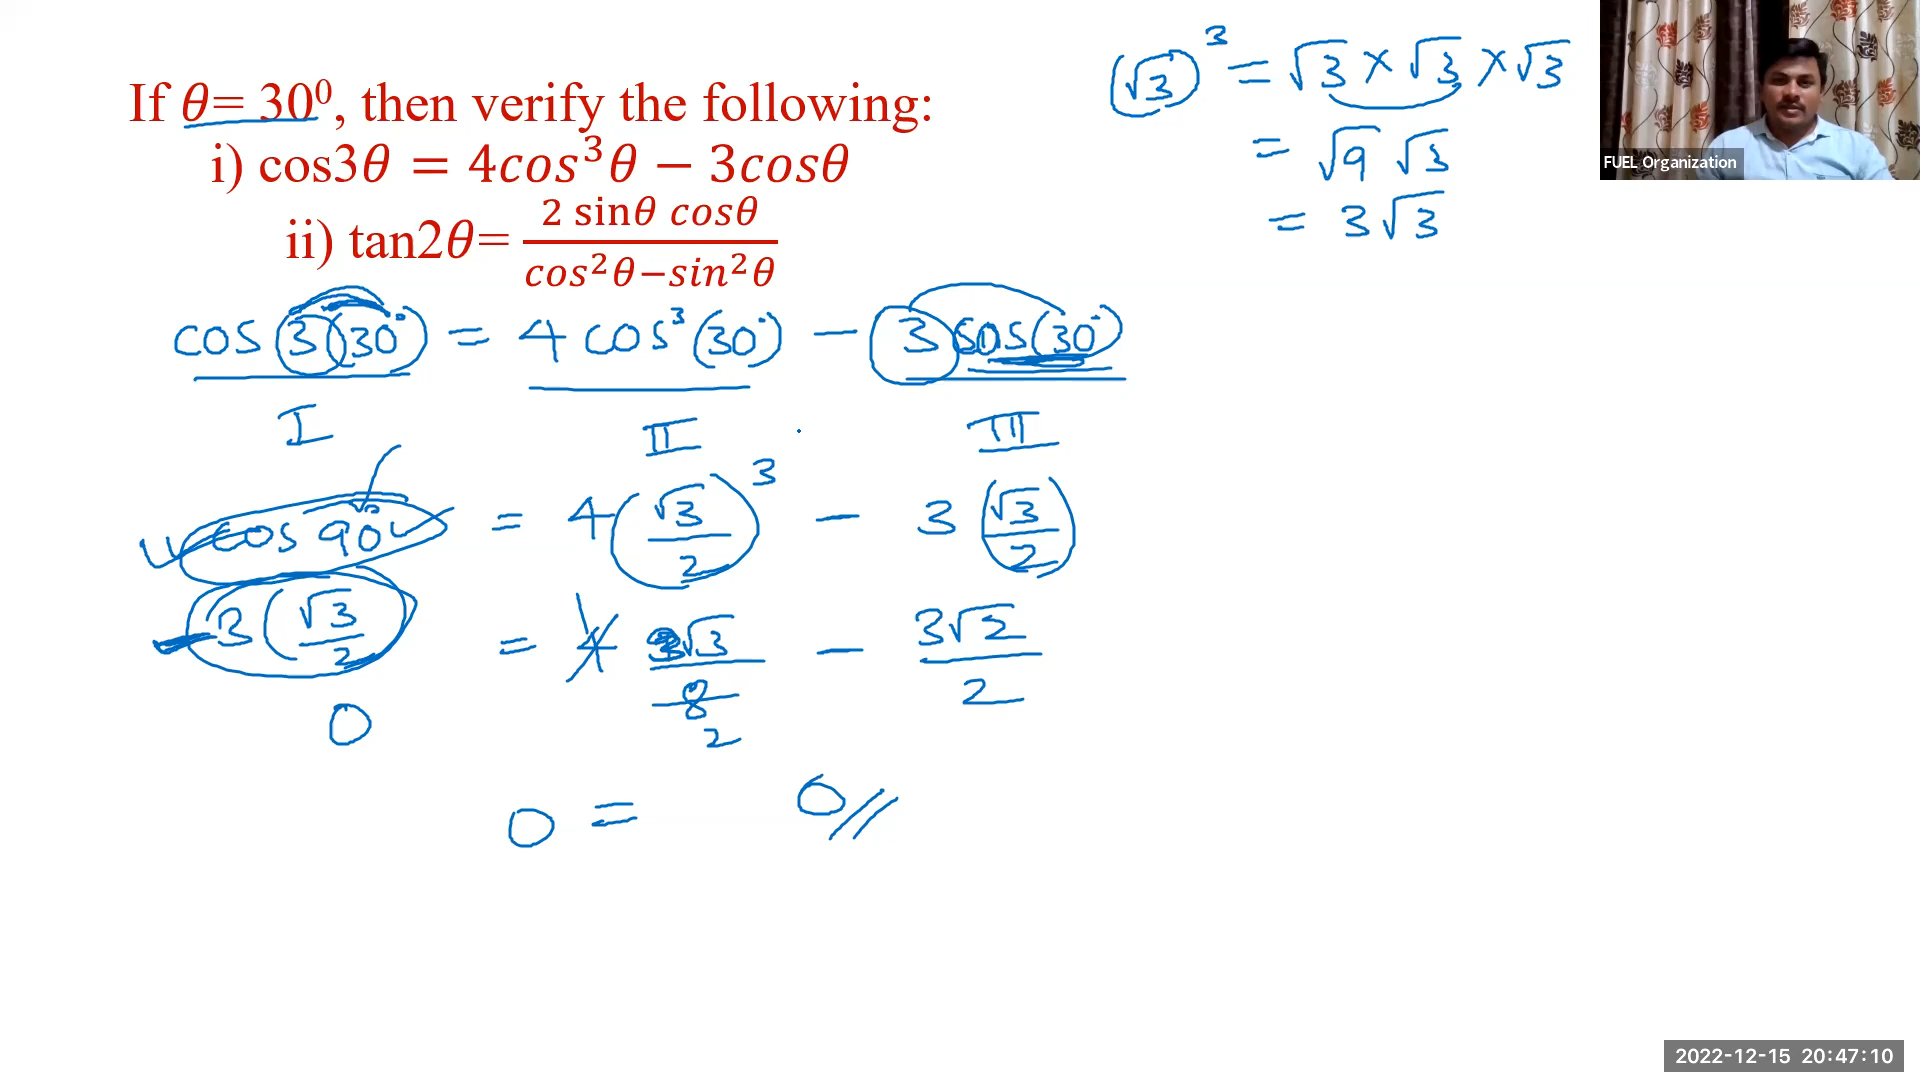 If θ= 30⁰, then verify the following:
i) cos3θ = 4cos³θ − 3cosθ
ii) tan2θ= 2 sinθ cosθ / cos²θ−sin²θ
(√3)³ = √3 × √3 × √3
= √9 √3
= 3√3
FUEL Organization
cos(3(30°)) = 4 cos³(30°) − 3 cos(30°)
I II III
cos 90° = 4(√3/2)³ − 3(√3/2)
3(√3/2) = 4 3√3/8 − 3√3/2
0 2
0 = 0//
2022-12-15 20:47:10